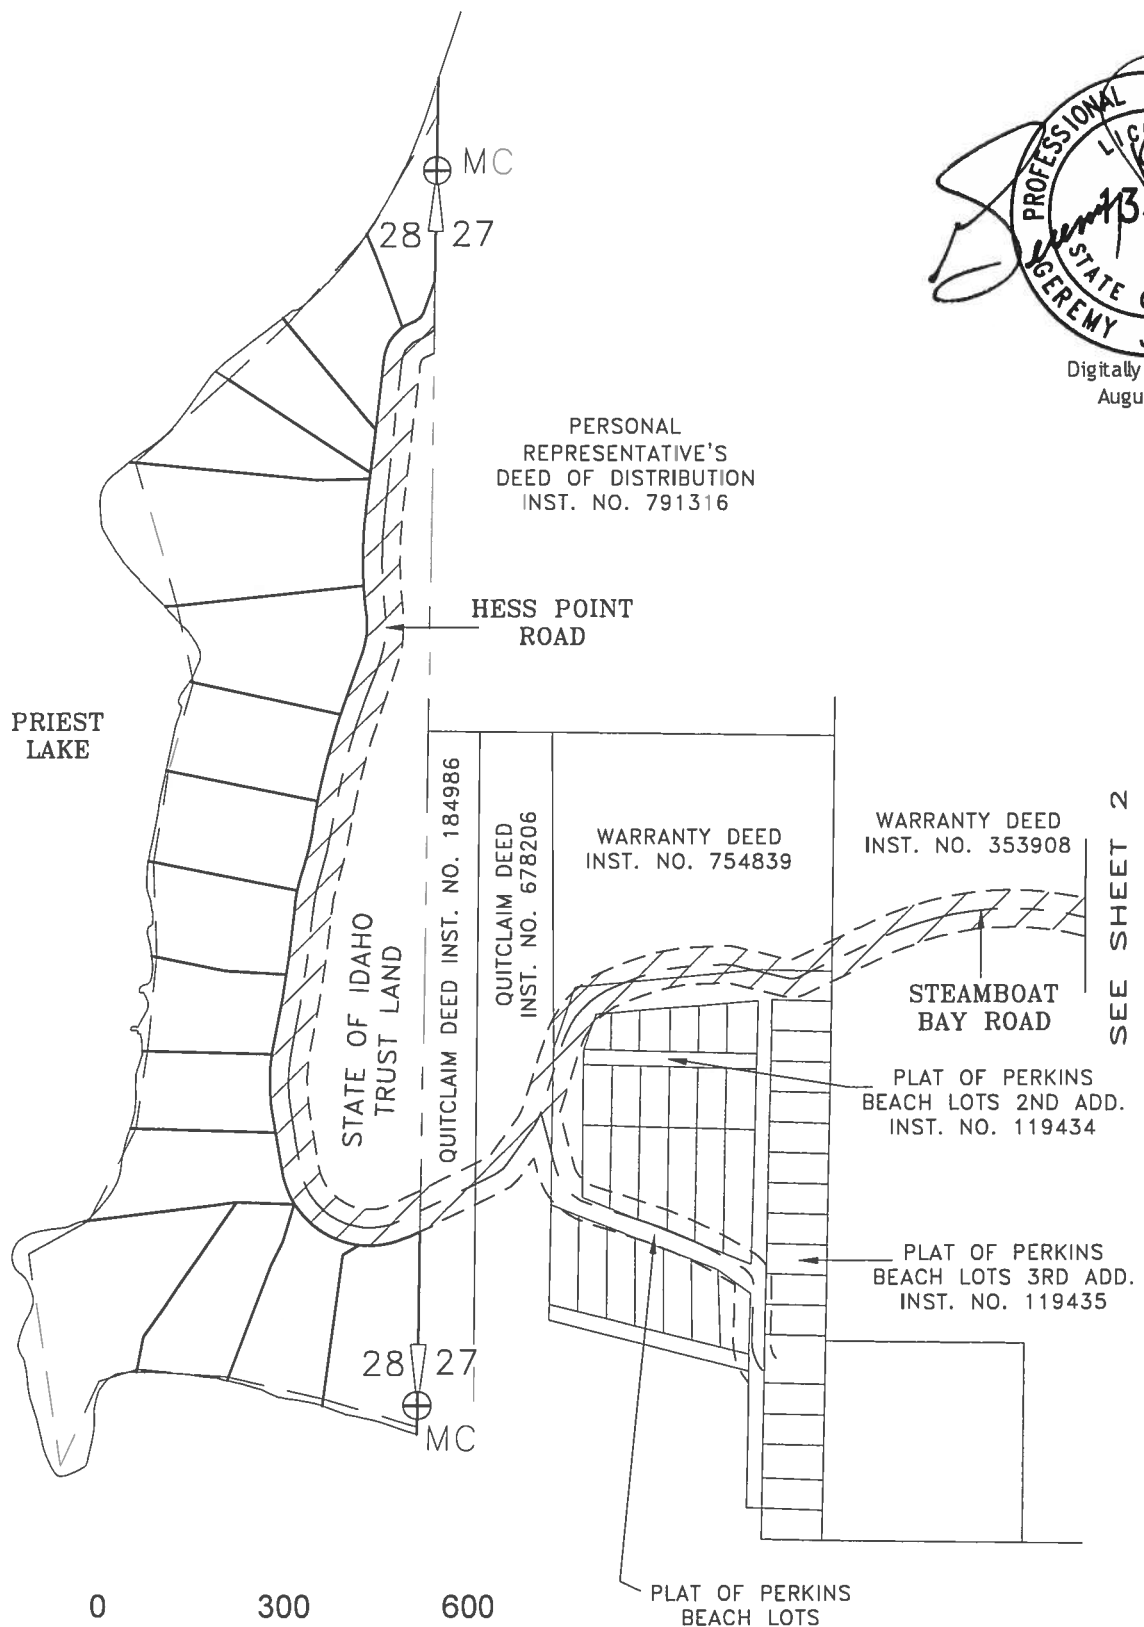 MC
28 27
PROFESSIONAL
LIC
STATE
GEREMY
Digitally
Augu
PERSONAL
REPRESENTATIVE'S
DEED OF DISTRIBUTION
INST. NO. 791316
HESS POINT
ROAD
PRIEST
LAKE
STATE OF IDAHO
TRUST LAND
QUITCLAIM DEED INST. NO. 184986
QUITCLAIM DEED
INST. NO. 678206
WARRANTY DEED
INST. NO. 754839
WARRANTY DEED
INST. NO. 353908
SEE SHEET 2
STEAMBOAT
BAY ROAD
PLAT OF PERKINS
BEACH LOTS 2ND ADD.
INST. NO. 119434
PLAT OF PERKINS
BEACH LOTS 3RD ADD.
INST. NO. 119435
28 27
MC
PLAT OF PERKINS
BEACH LOTS
0 300 600